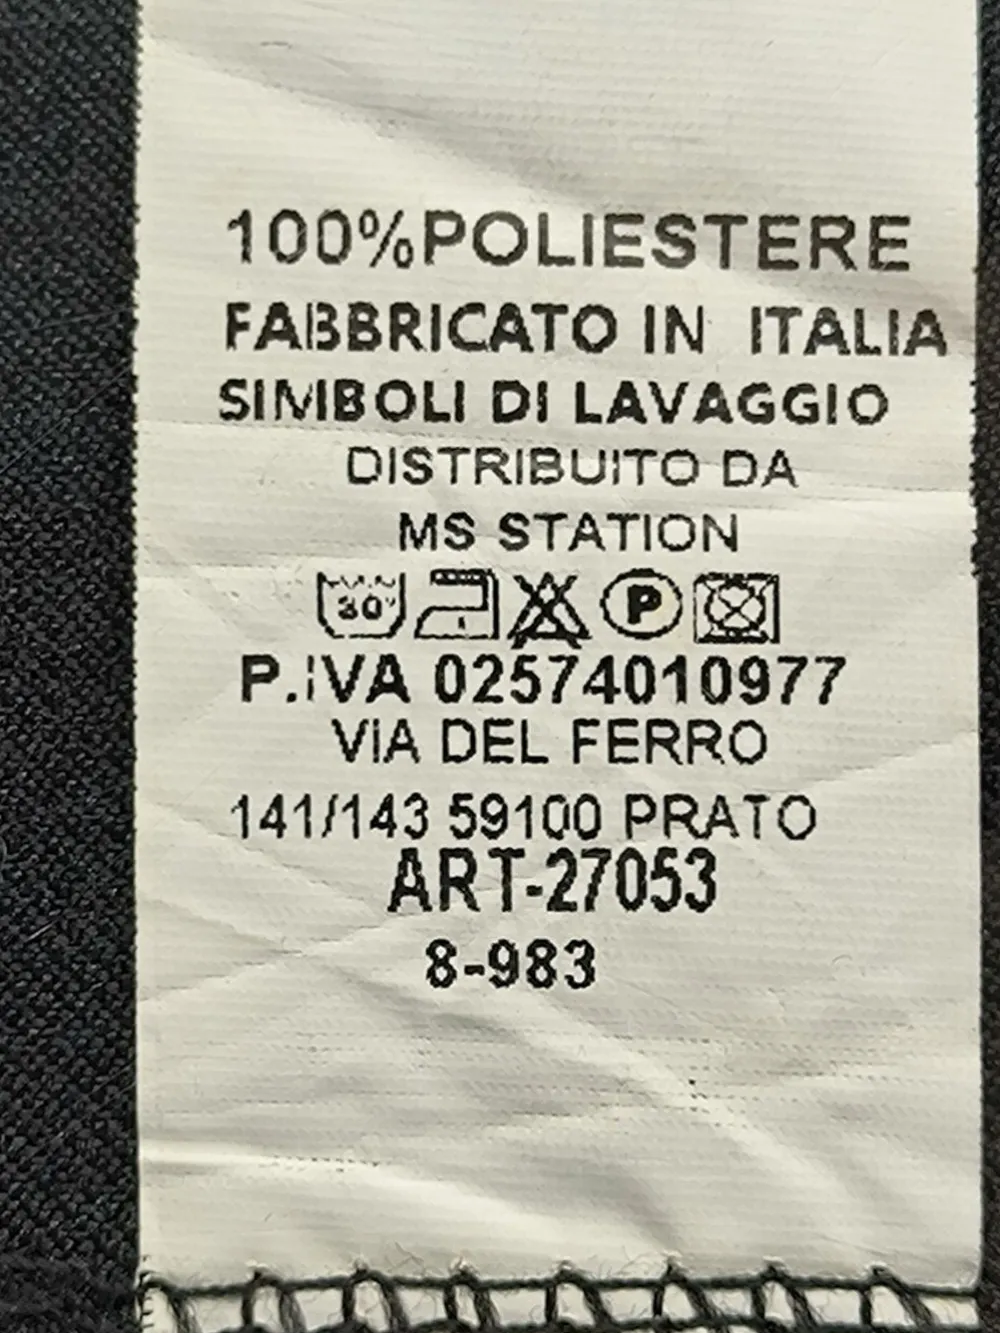 100%POLIESTERE
FABBRICATO IN ITALIA
SIMBOLI DI LAVAGGIO
DISTRIBUITO DA
MS STATION
30° P
P.IVA 02574010977
VIA DEL FERRO
141/143 59100 PRATO
ART-27053
8-983